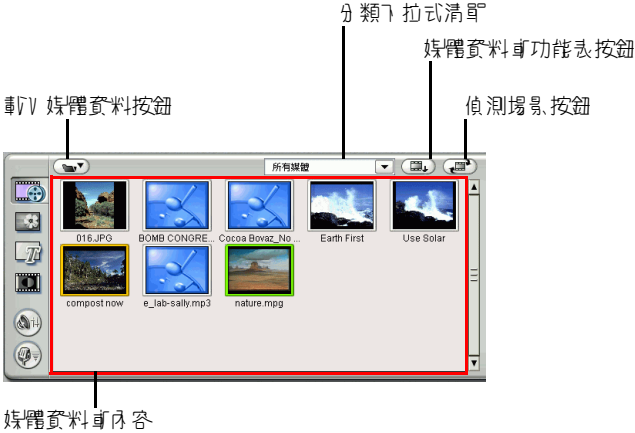 分類下拉式清單
媒體資料庫功能表按鈕
載入媒體資料按鈕
偵測場景按鈕
所有媒體
016.JPG
BOMB CONGRE...
Cocoa Bovaz_No ...
Earth First
Use Solar
compost now
e_lab-sally.mp3
nature.mpg
媒體資料庫內容